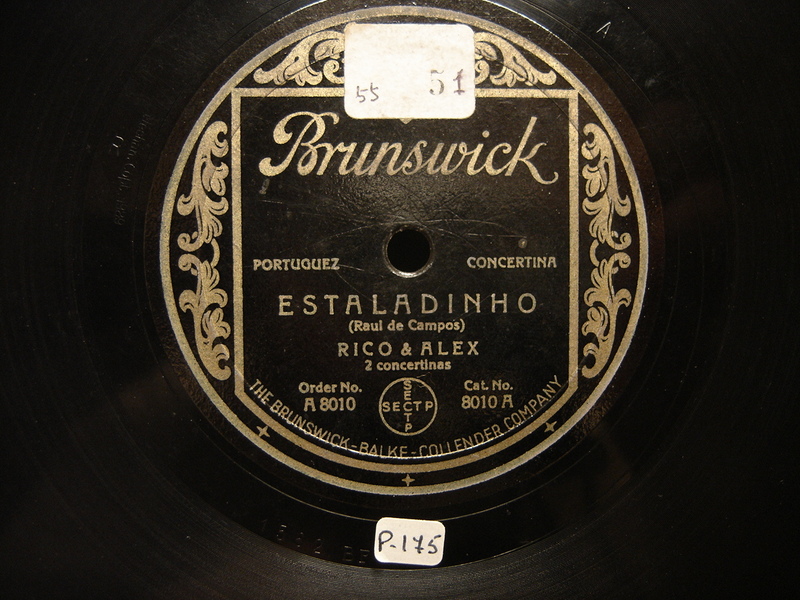 A
55 51
Brunswick
PORTUGUEZ CONCERTINA
ESTALADINHO
(Raul de Campos)
RICO & ALEX
2 concertinas
Order No. Cat. No.
A 8010 SECTP 8010 A
SECTP
THE BRUNSWICK-BALKE-COLLENDER COMPANY
P-175